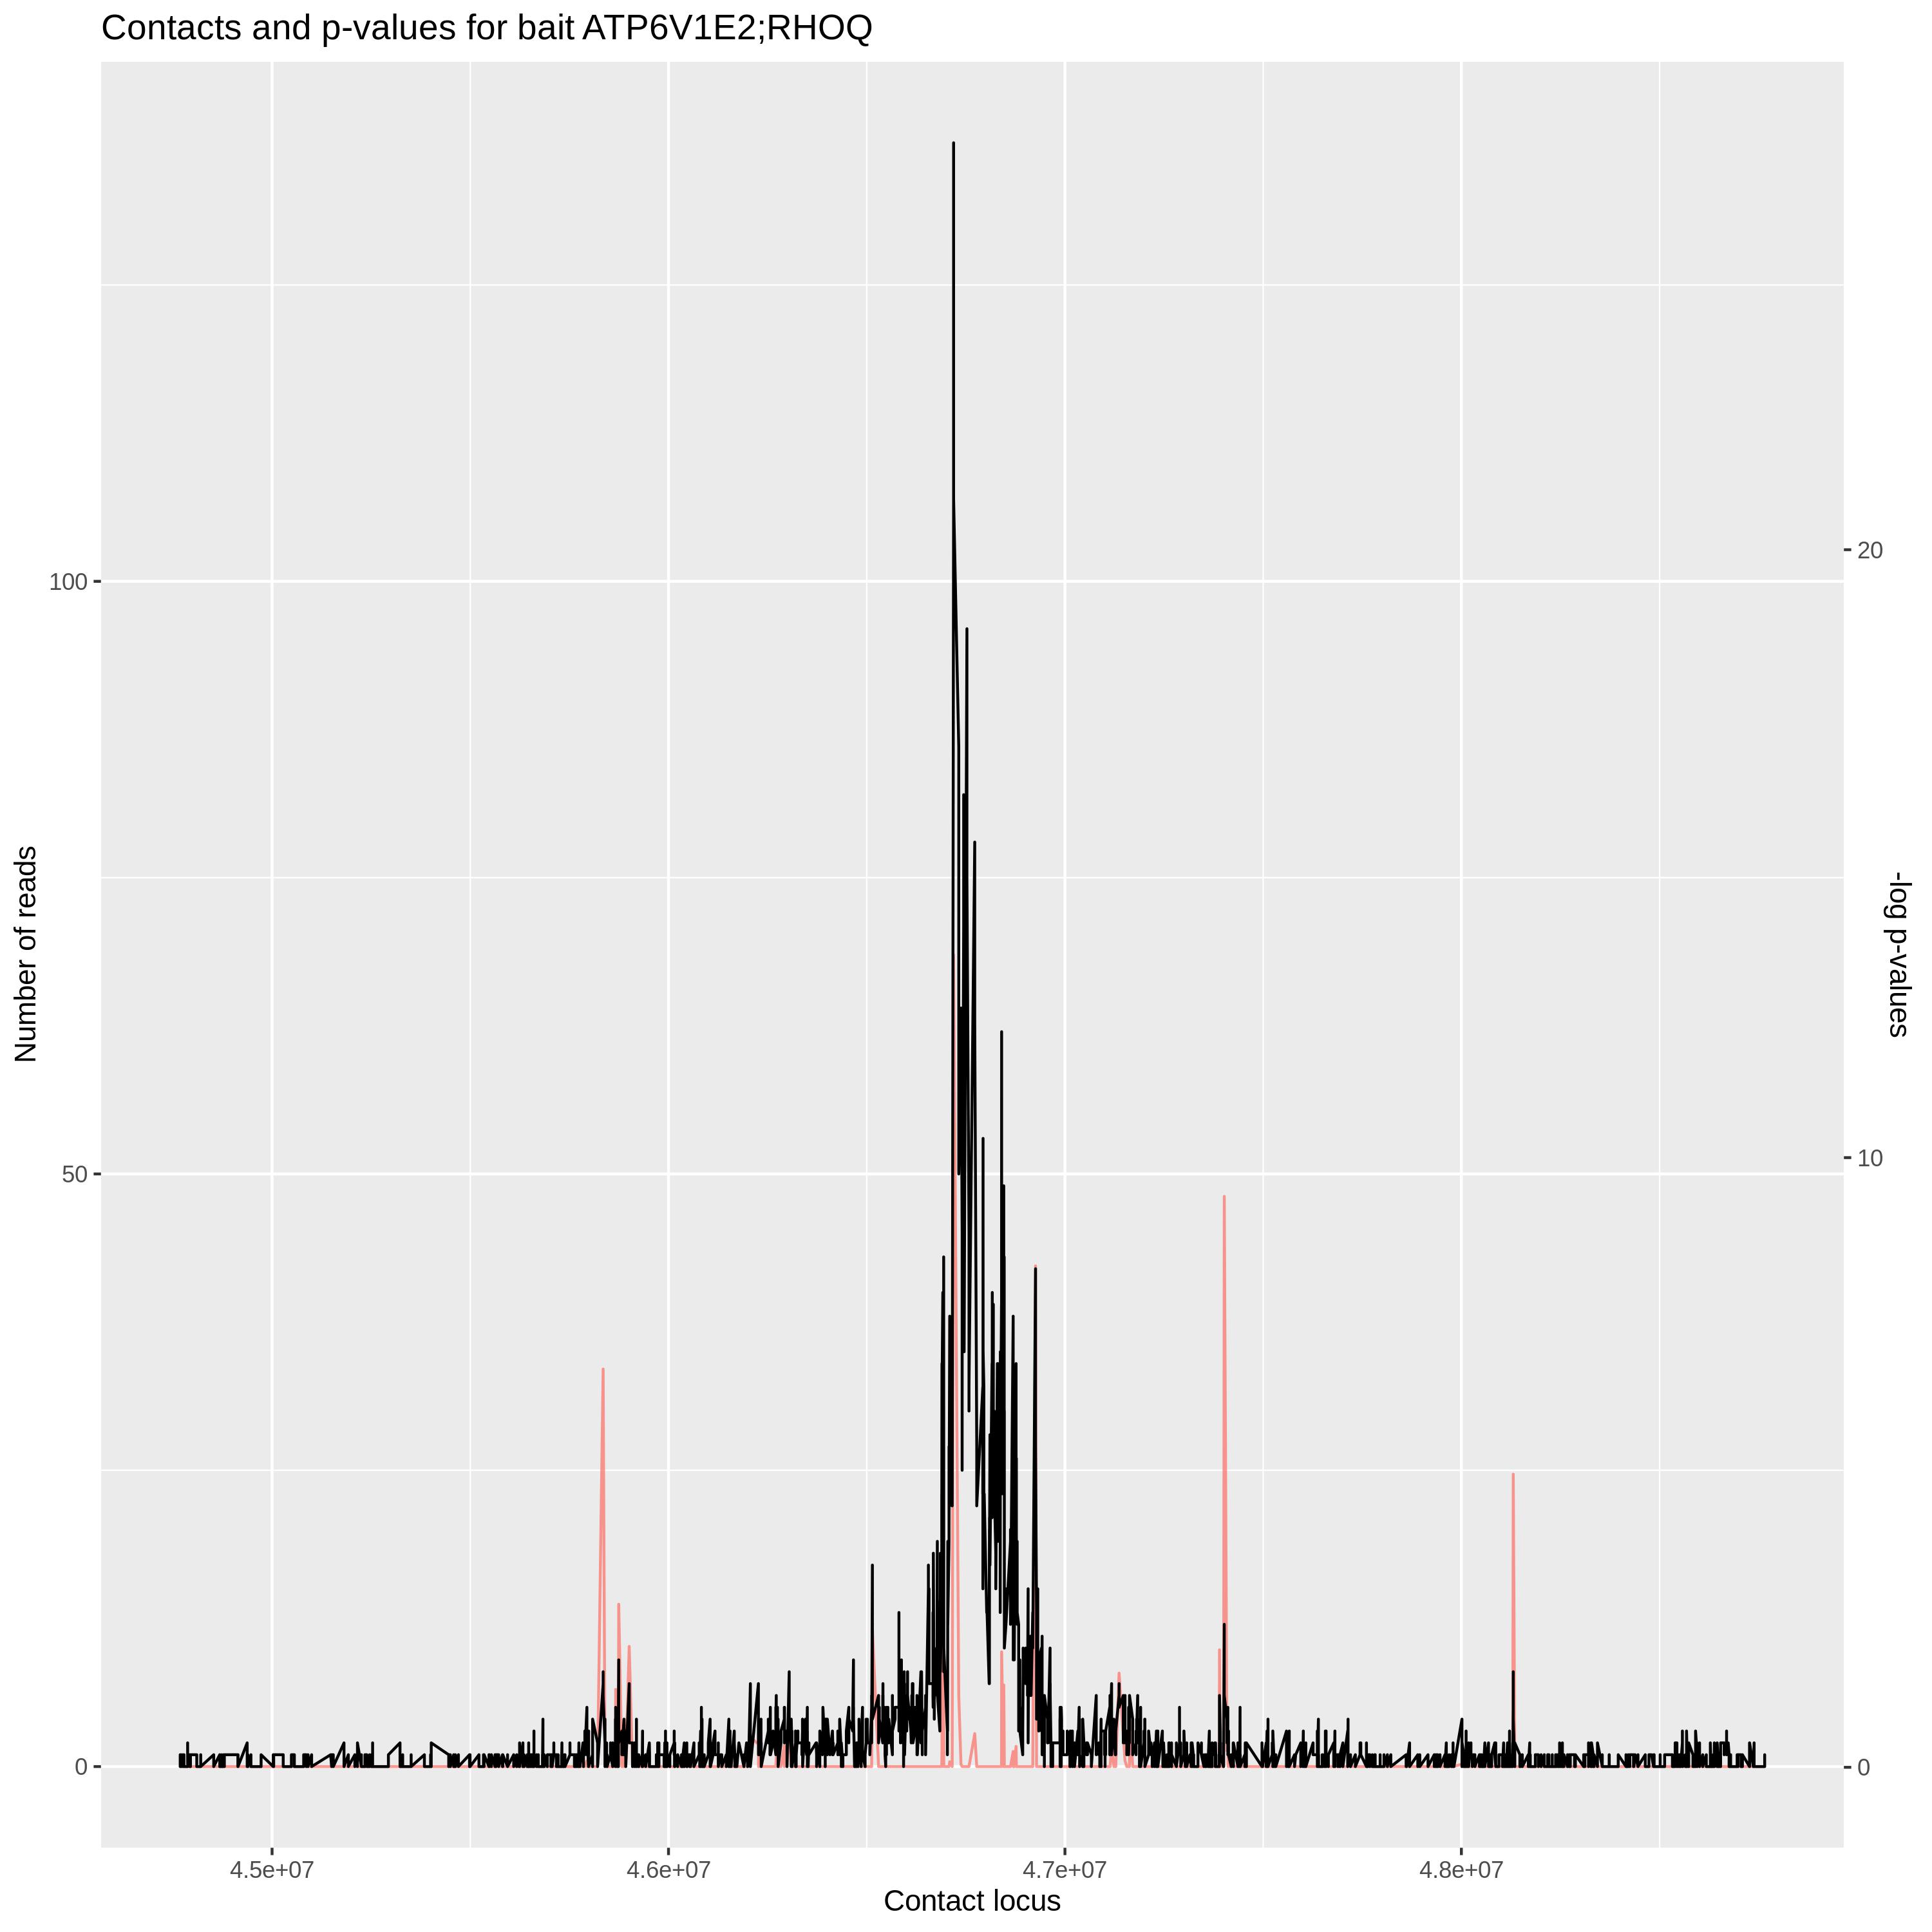 Contacts and p-values for bait ATP6V1E2;RHOQ
100
50
0
Number of reads
20
10
0
-log p-values
4.5e+07
4.6e+07
4.7e+07
4.8e+07
Contact locus